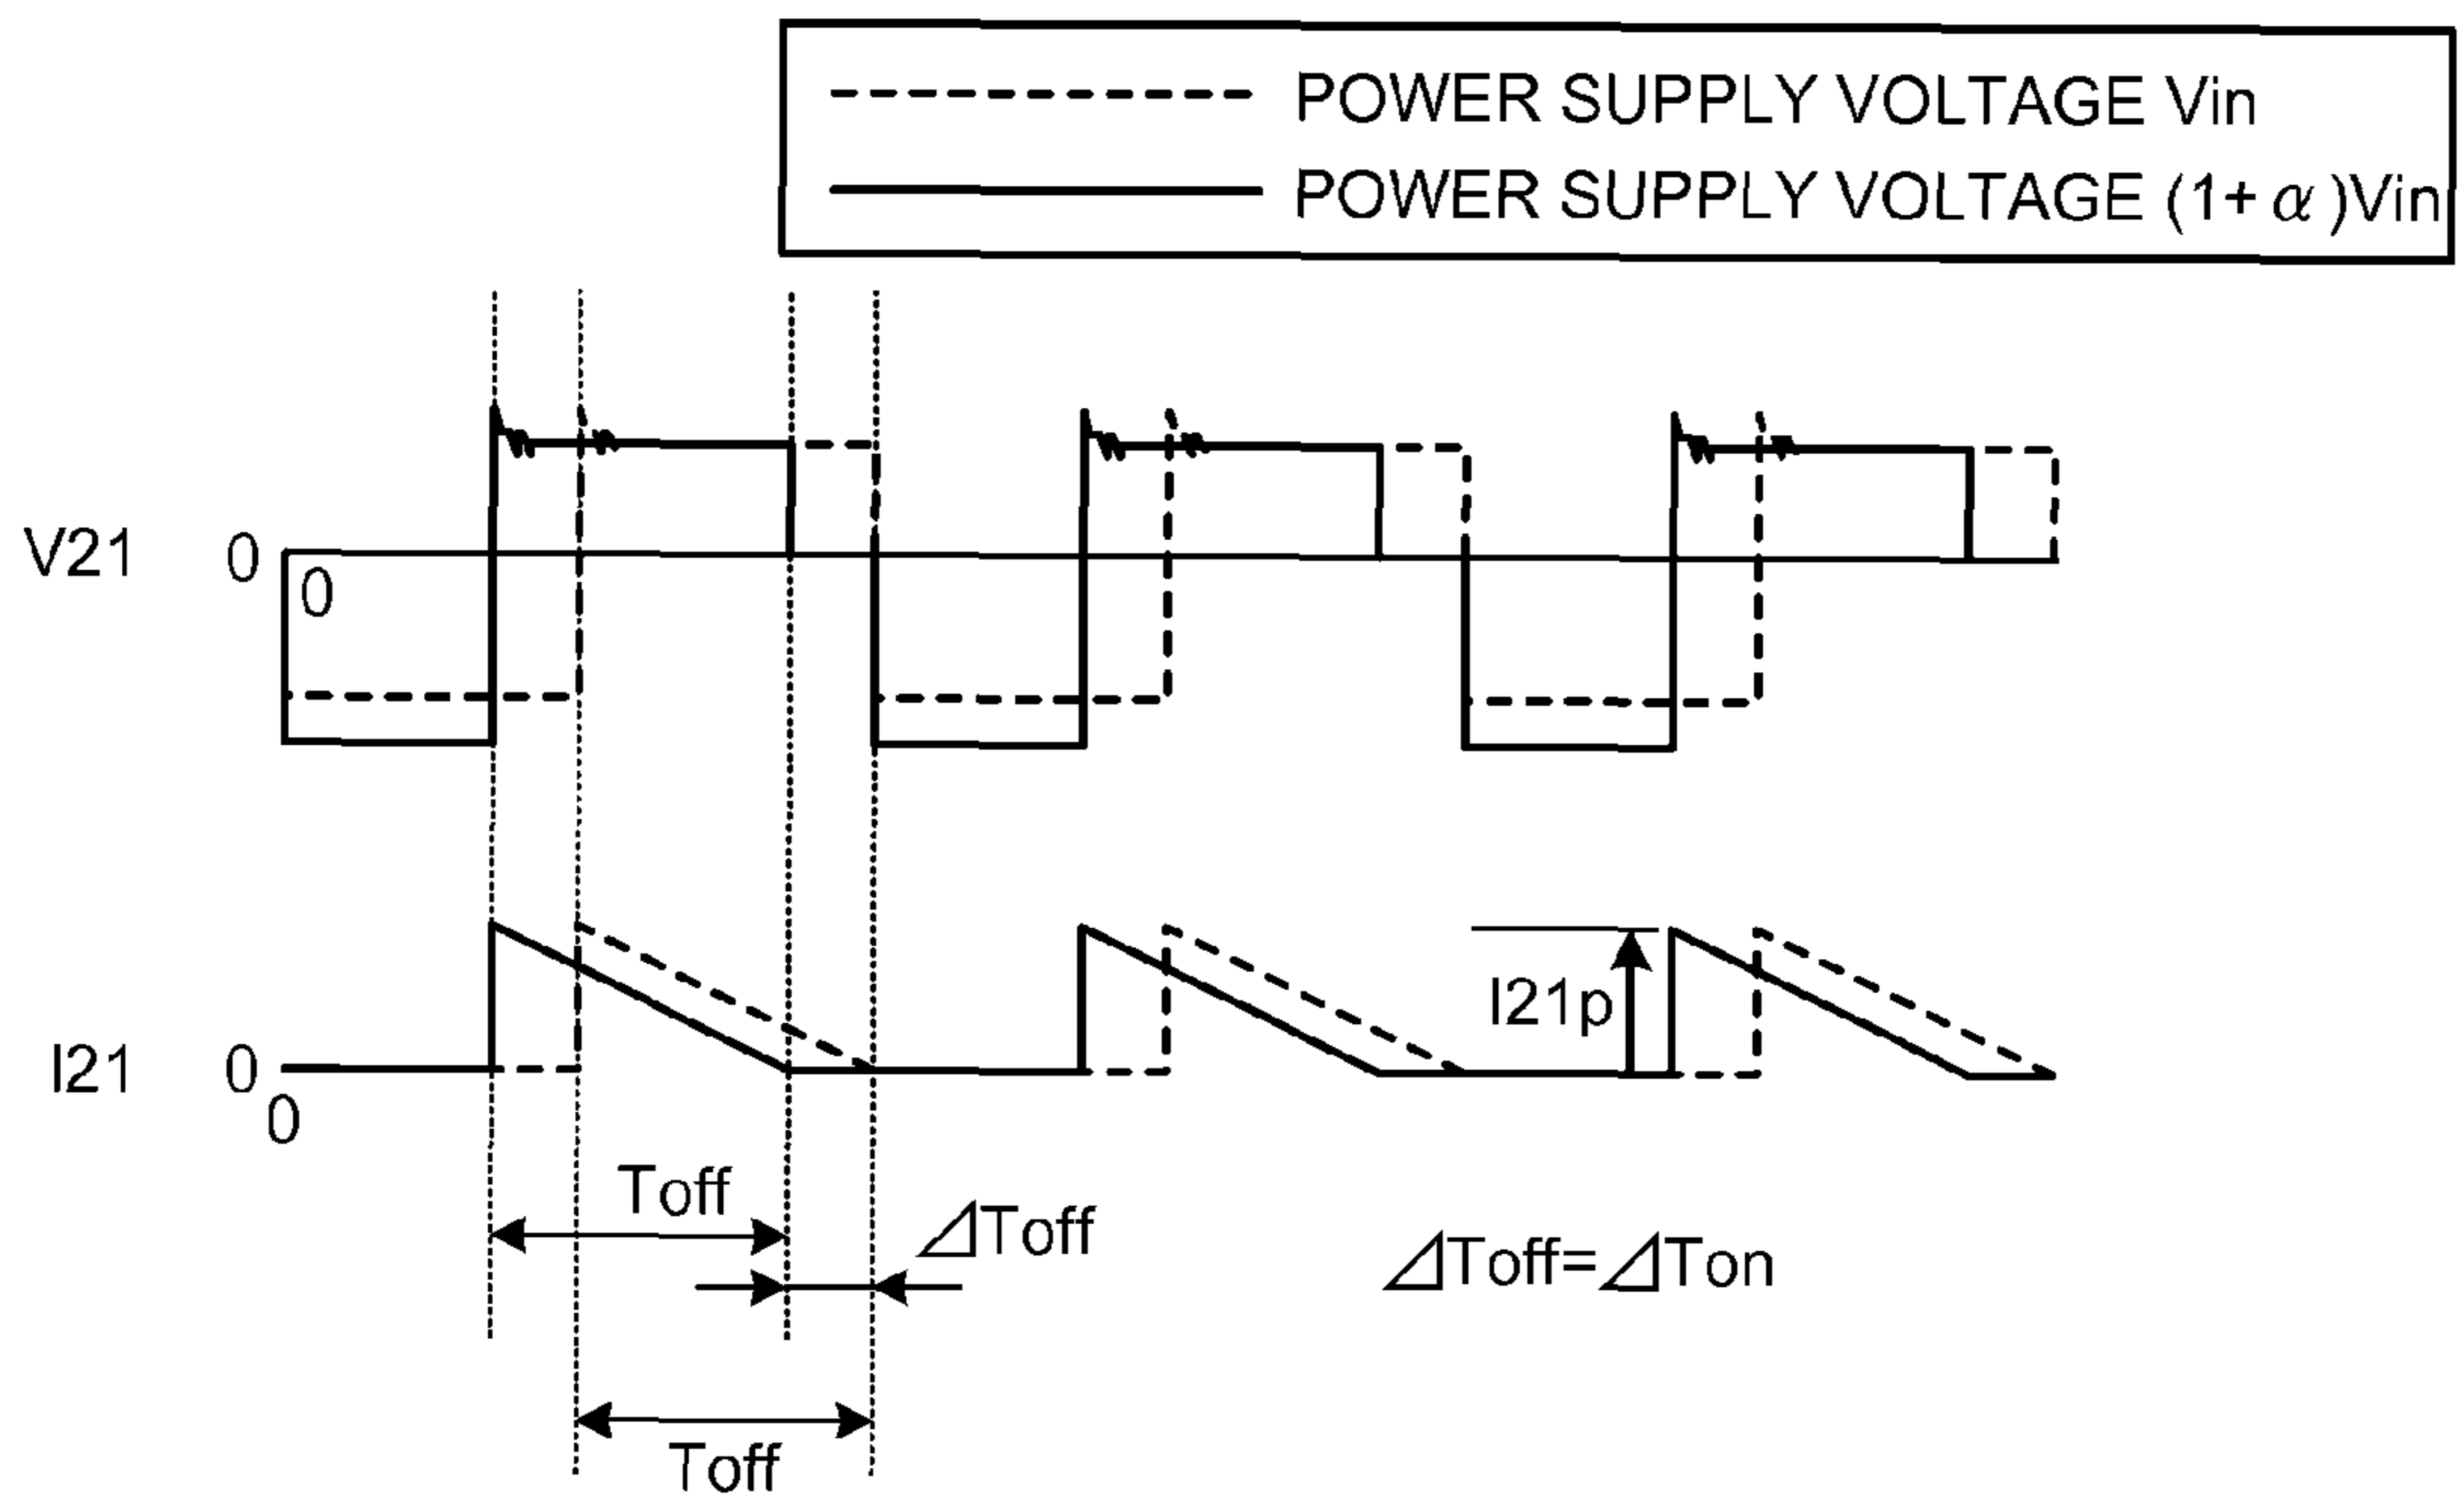 POWER SUPPLY VOLTAGE Vin
POWER SUPPLY VOLTAGE (1+α)Vin
V21 0
0
I21p
I21 0
0
Toff
⊿Toff
⊿Toff=⊿Ton
Toff